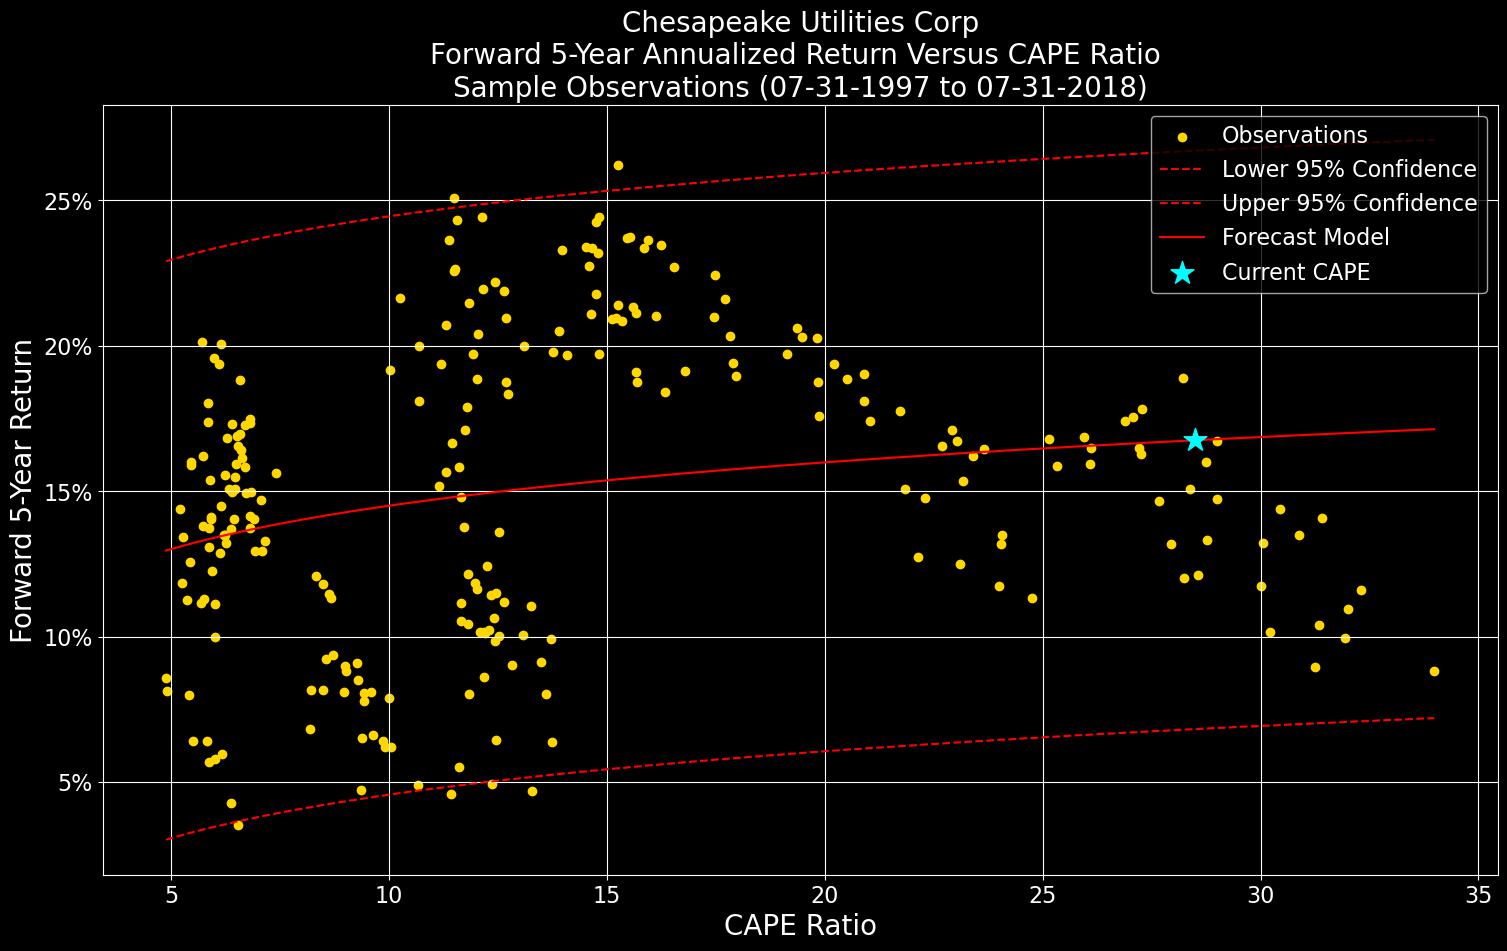 Chesapeake Utilities Corp
Forward 5-Year Annualized Return Versus CAPE Ratio
Sample Observations (07-31-1997 to 07-31-2018)
Observations
Lower 95% Confidence
Upper 95% Confidence
Forecast Model
Current CAPE
Forward 5-Year Return
25%
20%
15%
10%
5%
5 10 15 20 25 30 35
CAPE Ratio